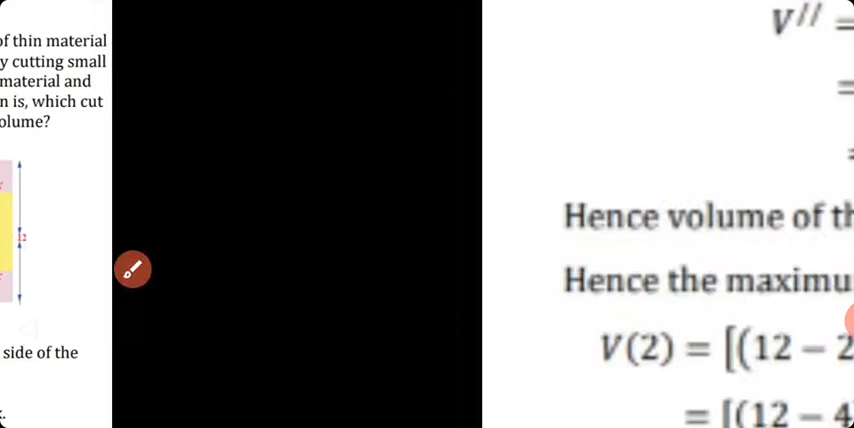 of thin material
y cutting small
material and
n is, which cut
olume?
12
side of the
V// =
=
=
Hence volume of th
Hence the maximu
V(2) = [(12 − 2
= [(12 − 4